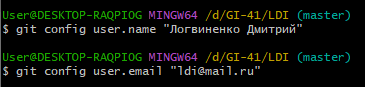 User@DESKTOP-RAQPIOG MINGW64 /d/GI-41/LDI (master)
$ git config user.name "Логвиненко Дмитрий"
User@DESKTOP-RAQPIOG MINGW64 /d/GI-41/LDI (master)
$ git config user.email "ldi@mail.ru"